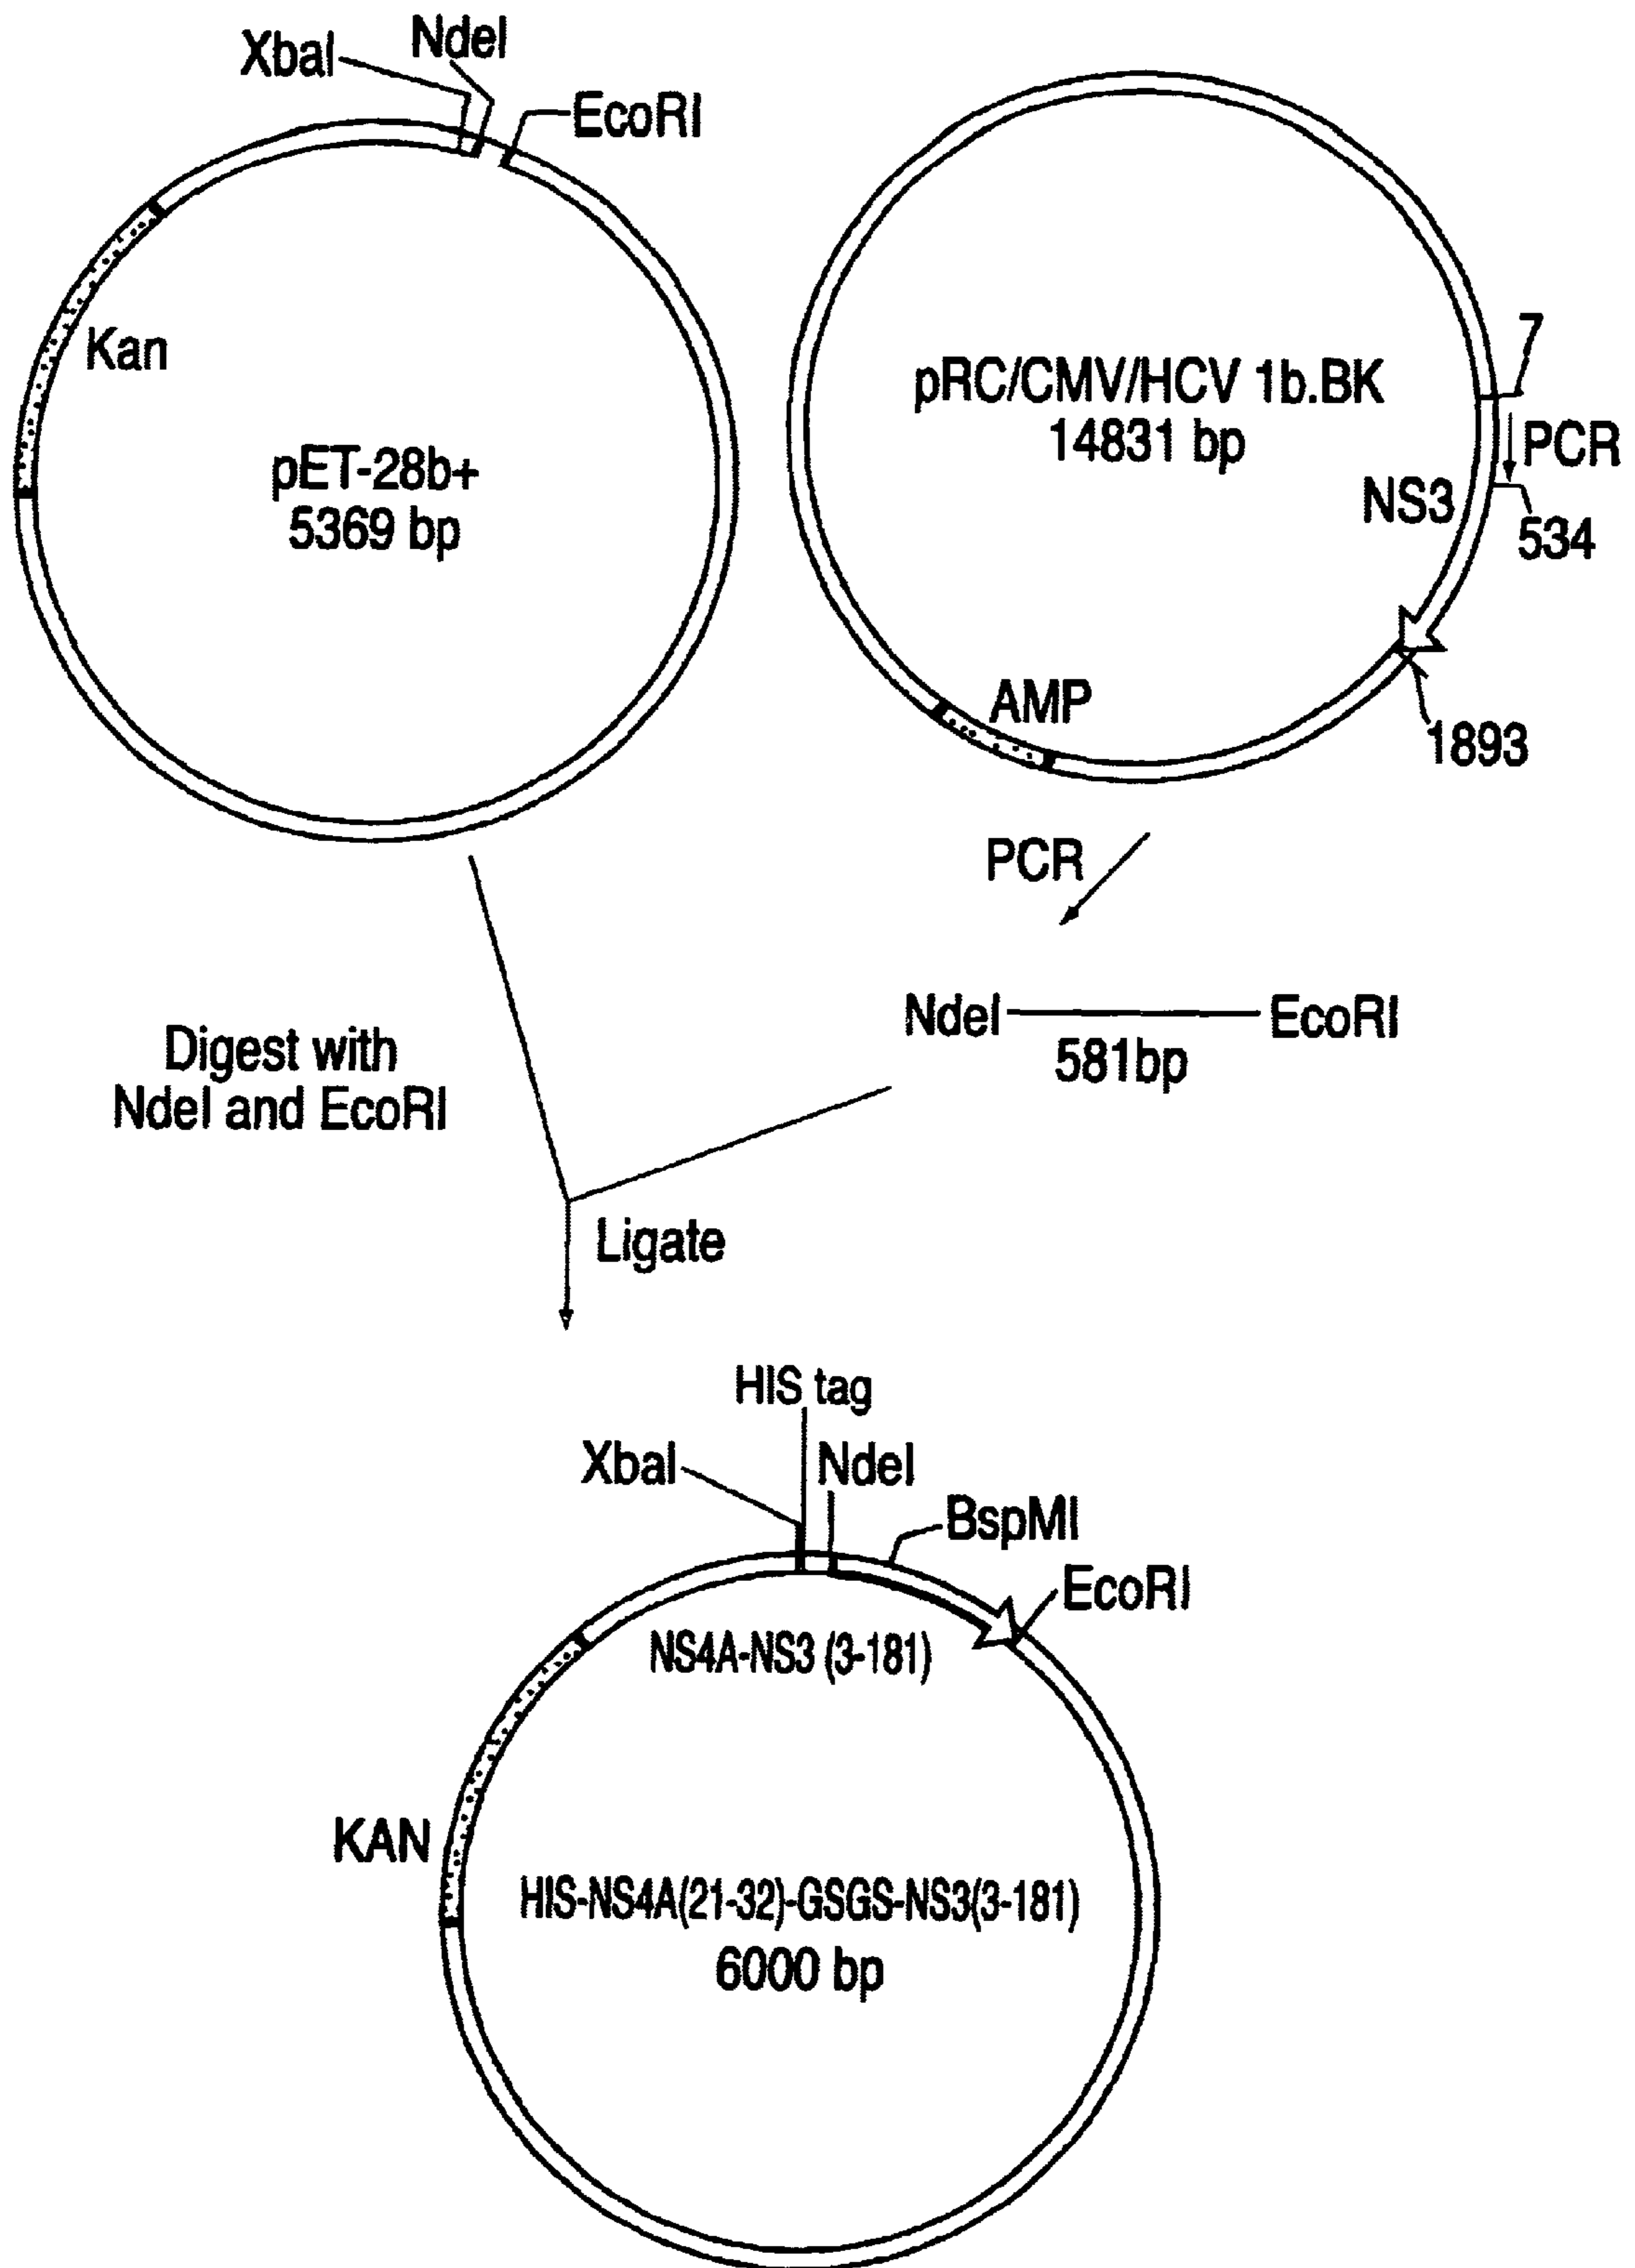 XbaI
NdeI
EcoRI
Kan
pET-28b+
5369 bp
pRC/CMV/HCV 1b.BK
14831 bp
7
PCR
NS3
534
AMP
1893
PCR
NdeI
EcoRI
581bp
Digest with
NdeI and EcoRI
Ligate
HIS tag
XbaI
NdeI
BspMI
EcoRI
NS4A-NS3 (3-181)
KAN
HIS-NS4A(21-32)-GSGS-NS3(3-181)
6000 bp